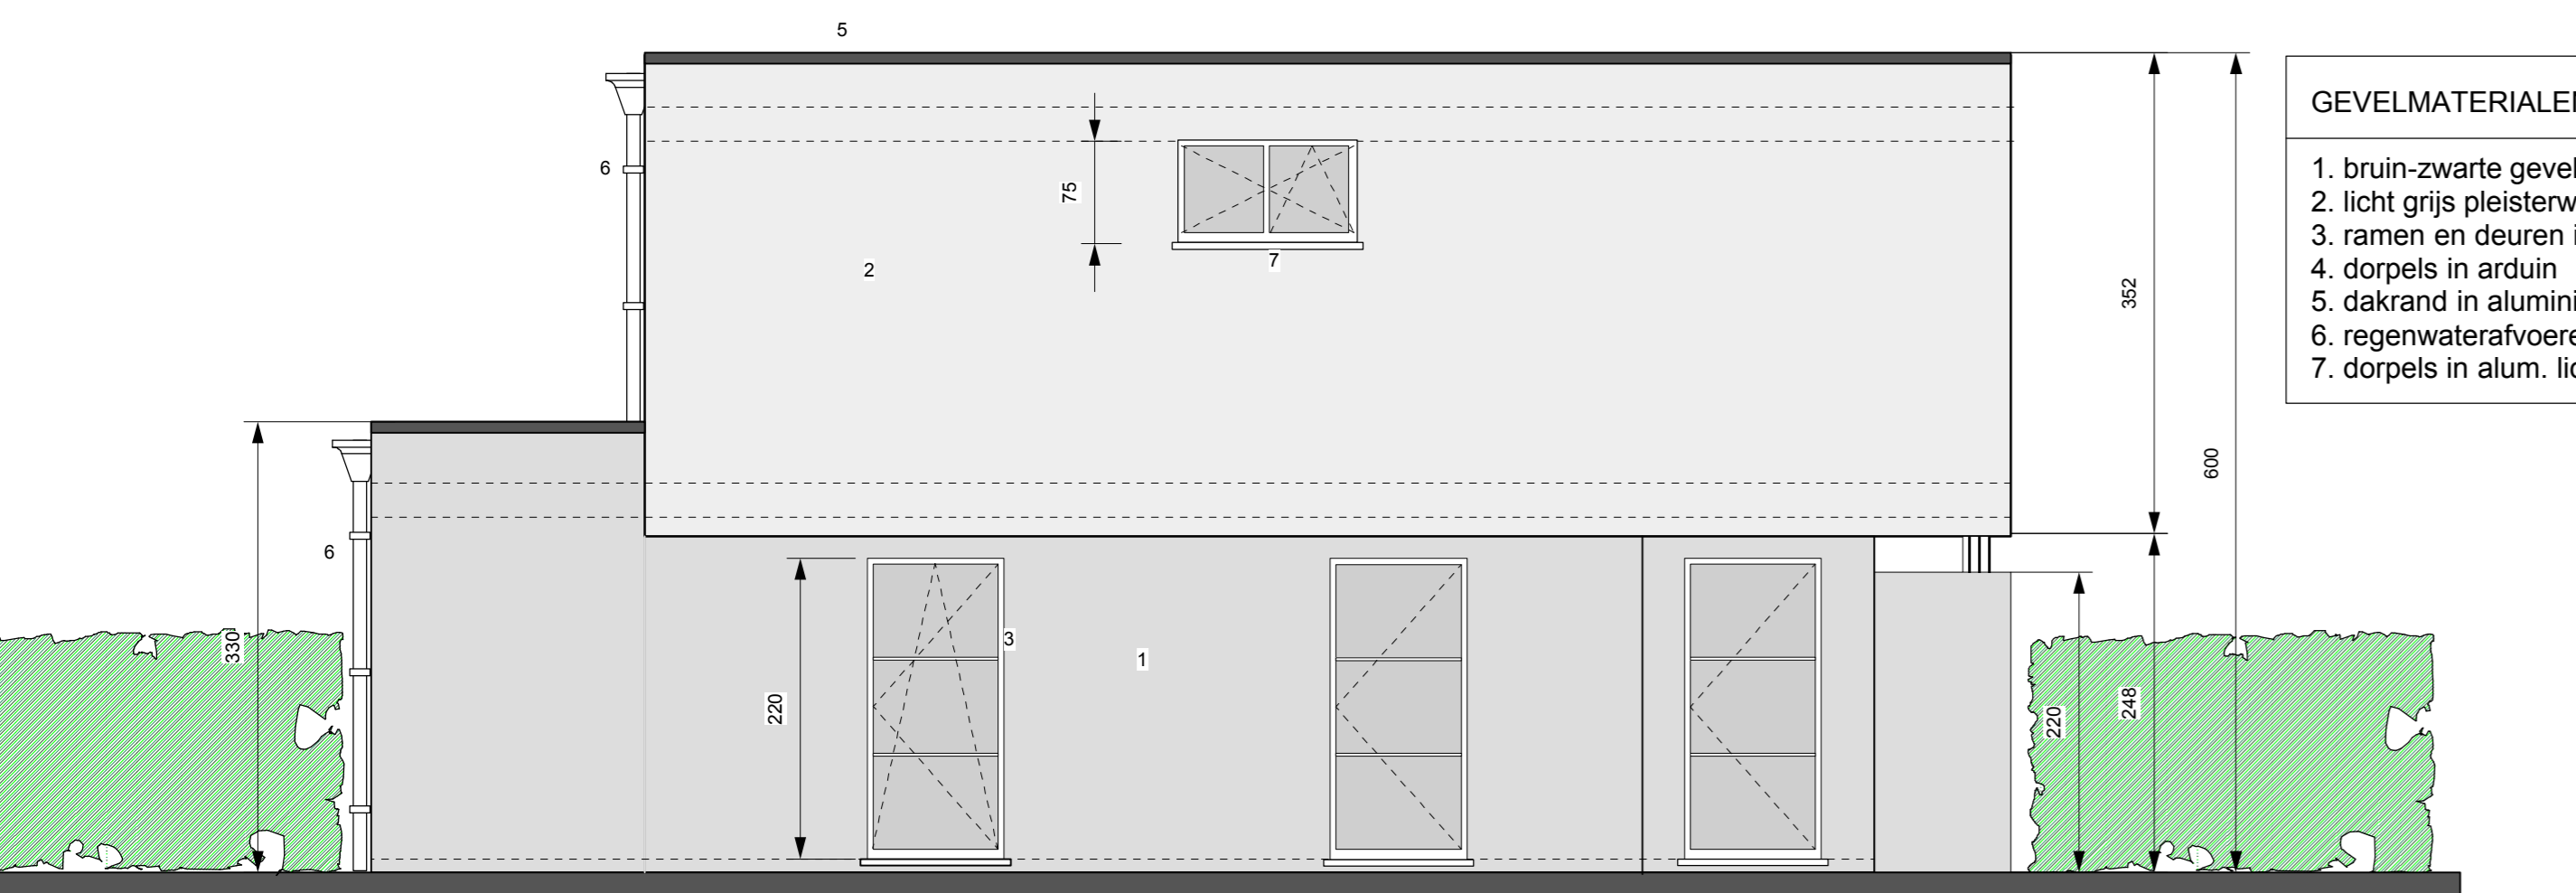 5
GEVELMATERIALEN
1. bruin-zwarte gevel
2. licht grijs pleisterw
3. ramen en deuren i
4. dorpels in arduin
5. dakrand in alumini
6. regenwaterafvoere
7. dorpels in alum. lic
6
75
7
2
352
600
6
330
3
1
220
248
220